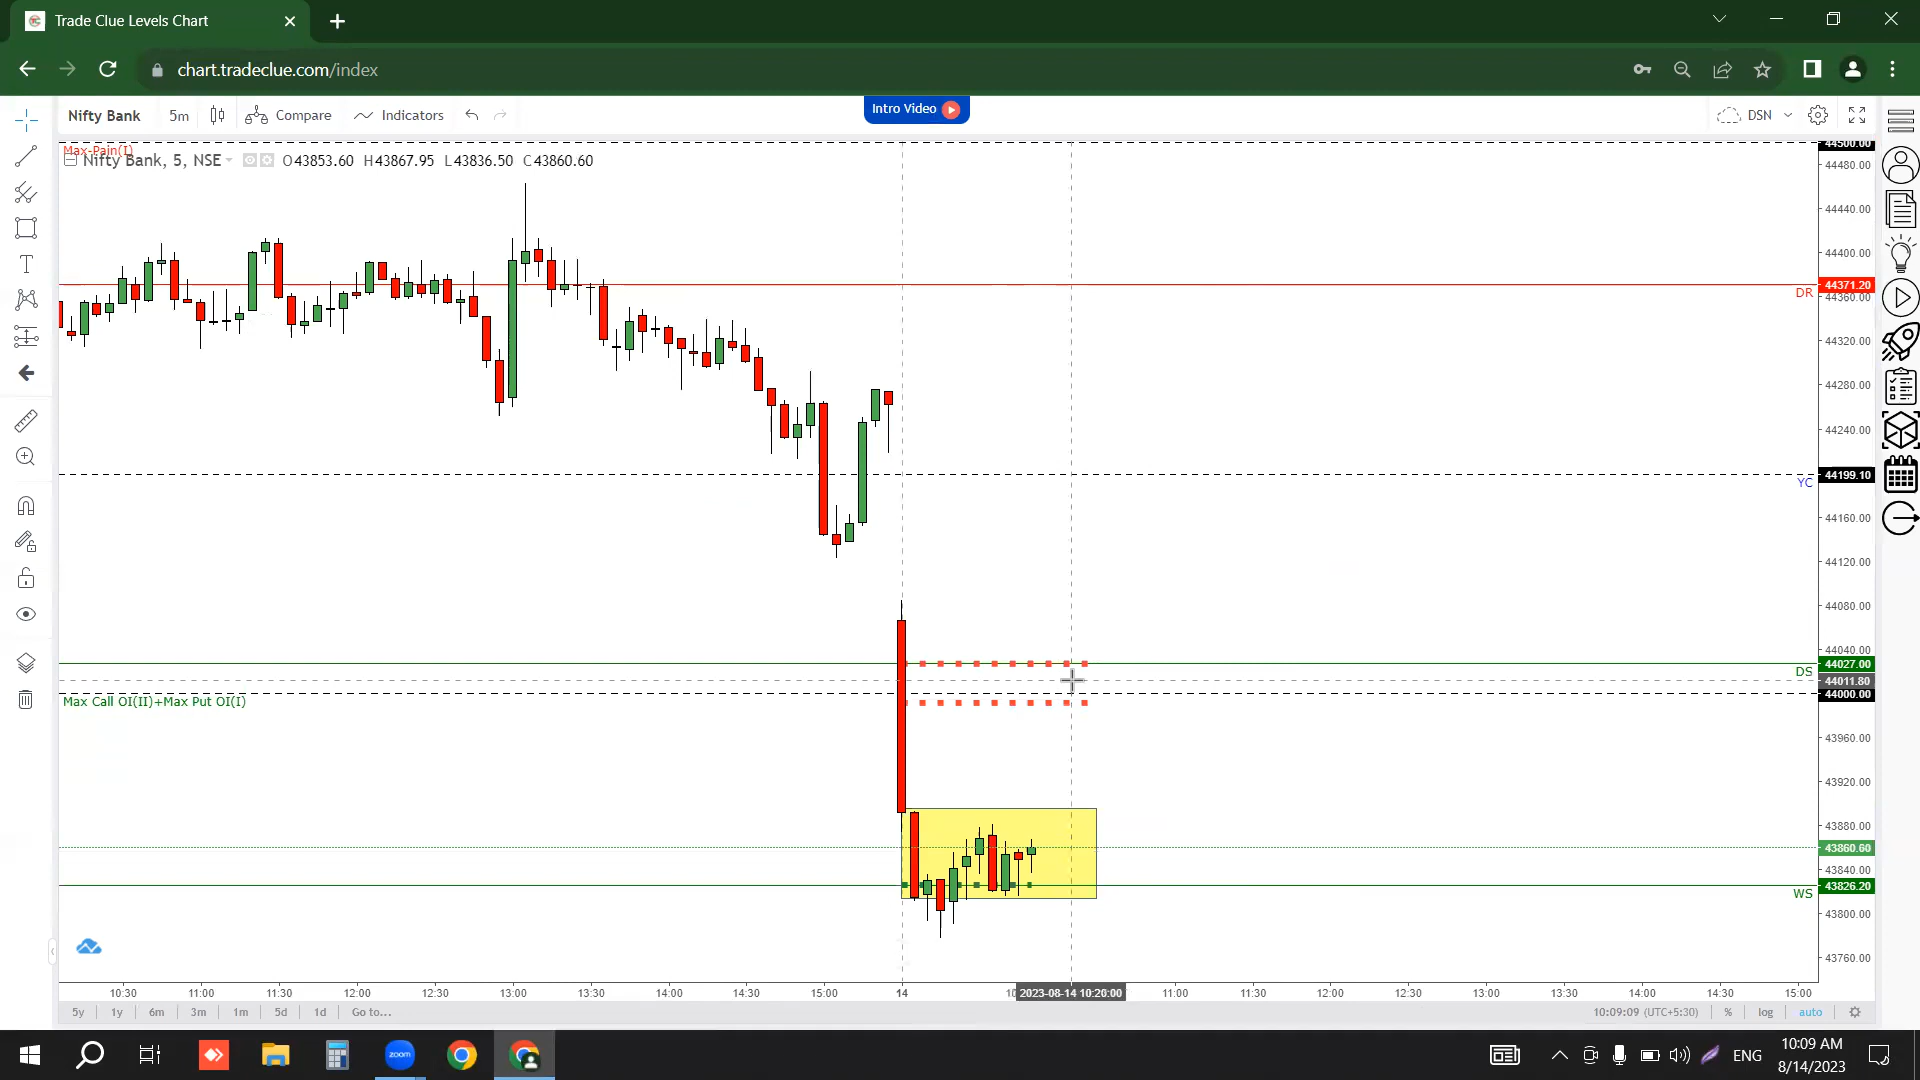 Trade Clue Levels Chart
chart.tradeclue.com/index
Nifty Bank 5m Compare Indicators
Intro Video
DSN
Max-Pain(I)
Nifty Bank, 5, NSE O43853.60 H43867.95 L43836.50 C43860.60
44500.00
44480.00
44440.00
44400.00
44371.20
DR
44360.00
44320.00
44280.00
44240.00
44199.10
YC
44160.00
44120.00
44080.00
44040.00
44027.00
DS
44011.80
44000.00
Max Call OI(II)+Max Put OI(I)
43960.00
43920.00
43880.00
43860.60
43840.00
43826.20
WS
43800.00
43760.00
10:30 11:00 11:30 12:00 12:30 13:00 13:30 14:00 14:30 15:00 14 2023-08-14 10:20:00 11:00 11:30 12:00 12:30 13:00 13:30 14:00 14:30 15:00
5y 1y 6m 3m 1m 5d 1d Go to... 10:09:09 (UTC+5:30) % log auto
zoom
ENG
10:09 AM
8/14/2023